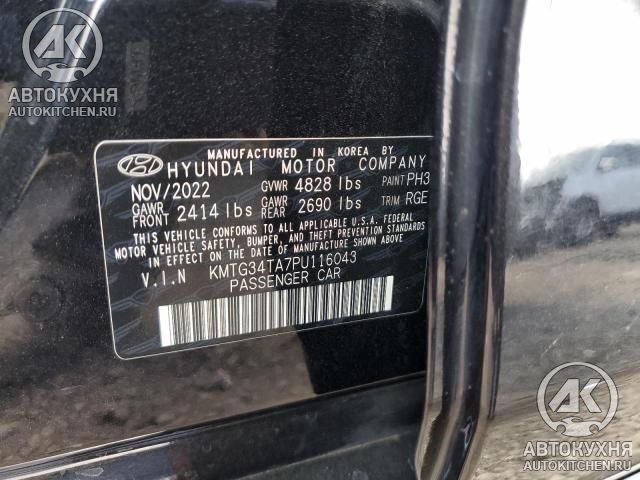 АК
АВТОКУХНЯ
AUTOKITCHEN.RU
MANUFACTURED IN KOREA BY
HYUNDAI MOTOR COMPANY
NOV/2022 GVWR 4828 lbs PAINT PH3
GAWR FRONT 2414 lbs GAWR REAR 2690 lbs TRIM RGE
THIS VEHICLE CONFORMS TO ALL APPLICABLE U.S.A. FEDERAL
MOTOR VEHICLE SAFETY, BUMPER, AND THEFT PREVENTION STANDARDS
IN EFFECT ON THE DATE OF MANUFACTURE SHOWN ABOVE.
V.I.N KMTG34TA7PU116043
PASSENGER CAR
АК
АВТОКУХНЯ
AUTOKITCHEN.RU